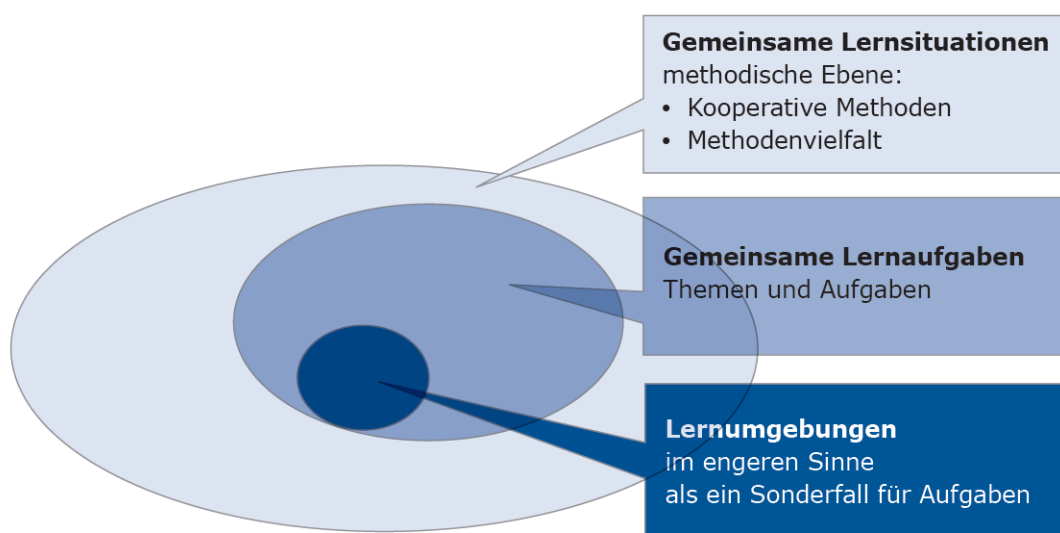 Gemeinsame Lernsituationen
methodische Ebene:
• Kooperative Methoden
• Methodenvielfalt
Gemeinsame Lernaufgaben
Themen und Aufgaben
Lernumgebungen
im engeren Sinne
als ein Sonderfall für Aufgaben